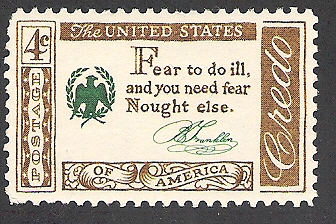 4¢
The UNITED STATES
POSTAGE
Fear to do ill,
and you need fear
Nought else.
B Franklin
OF AMERICA
Credo